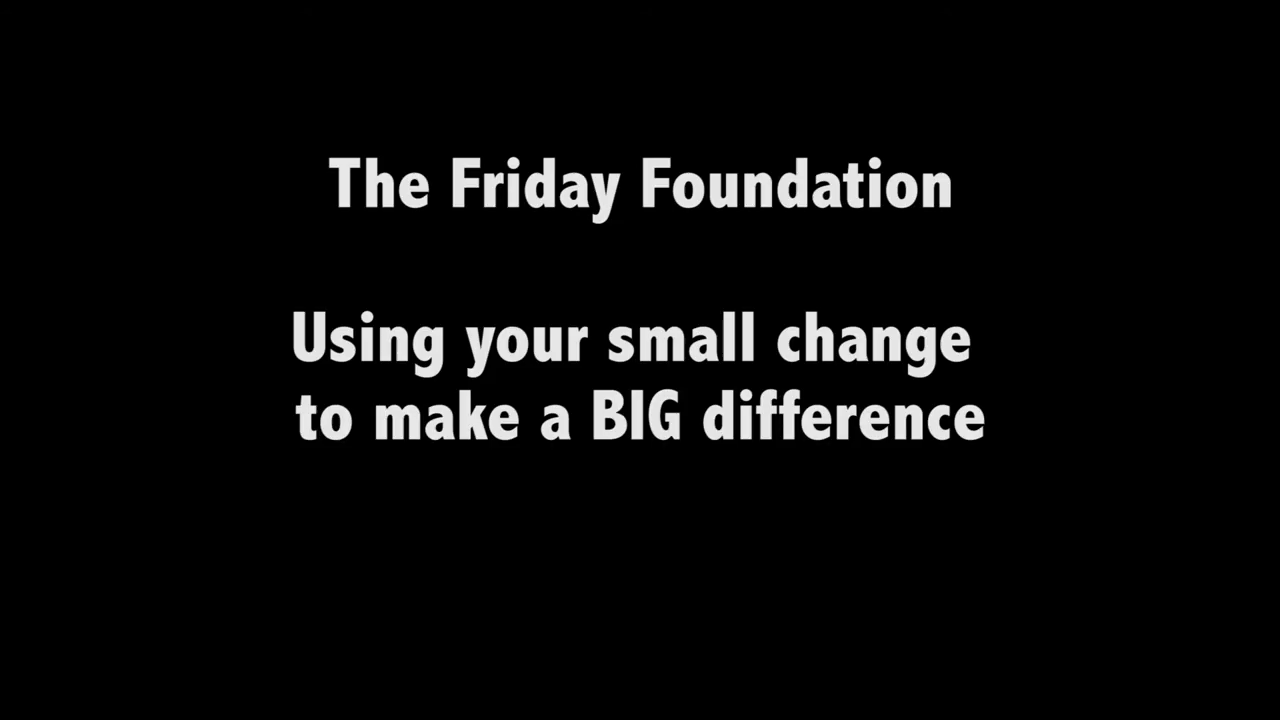 The Friday Foundation
Using your small change
to make a BIG difference